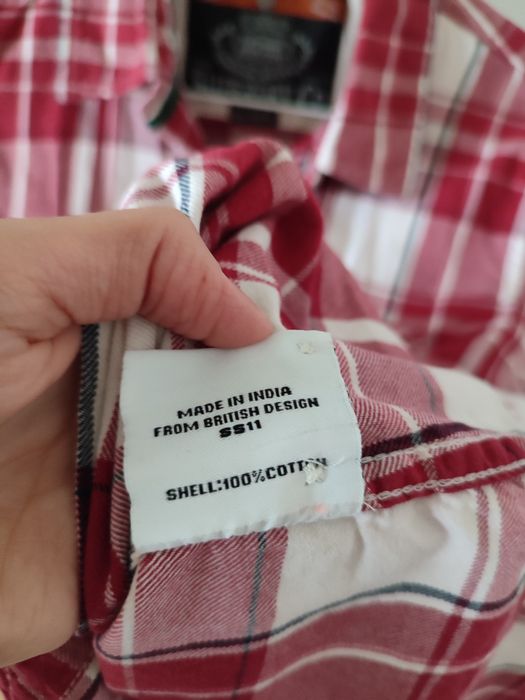 MADE IN INDIA
FROM BRITISH DESIGN
SS11
SHELL:100%COTTON